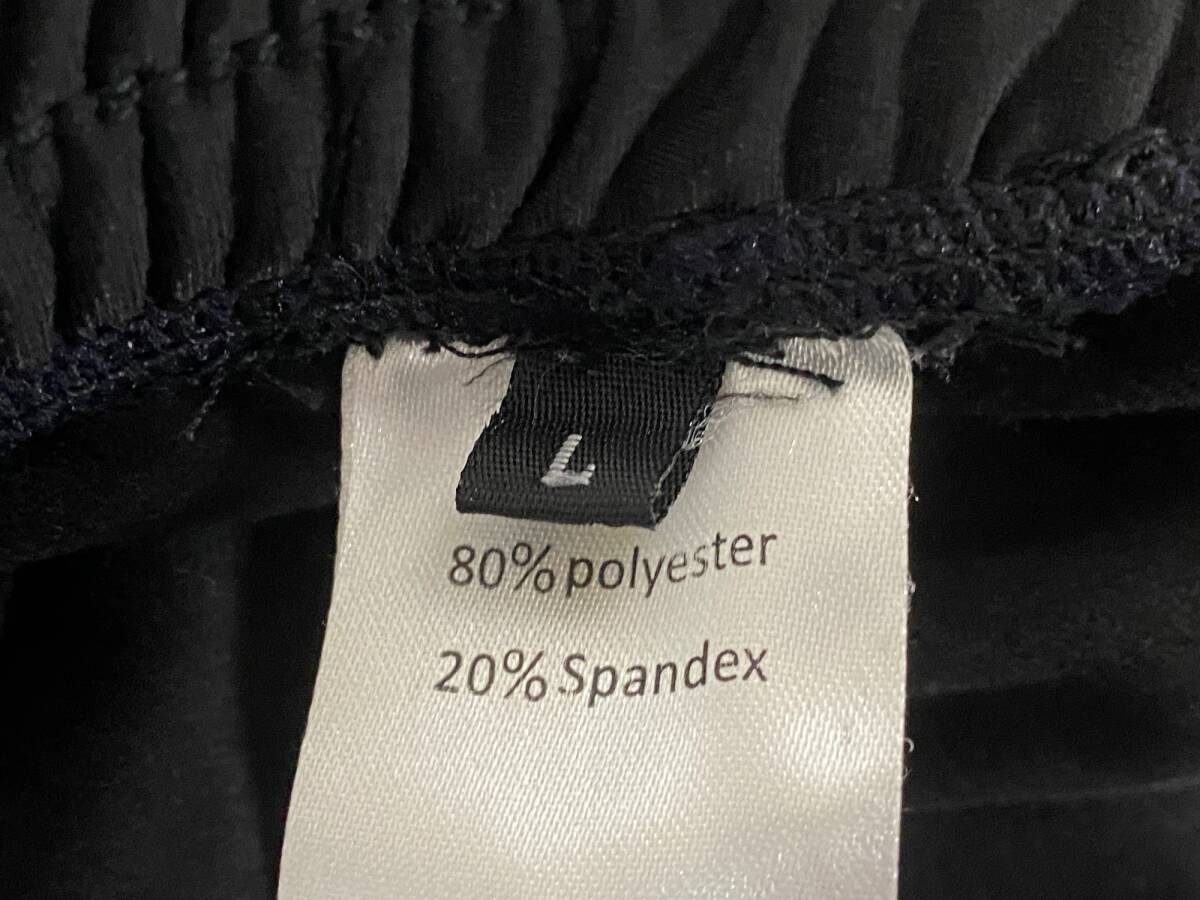 L
80% polyester
20% Spandex